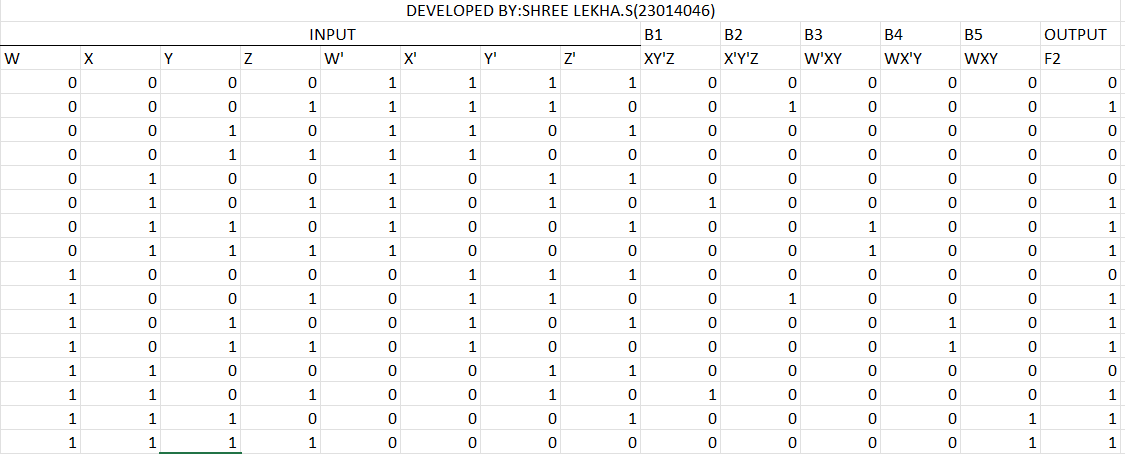 DEVELOPED BY:SHREE LEKHA.S(23014046)
INPUT B1 B2 B3 B4 B5 OUTPUT
W X Y Z W' X' Y' Z' XY'Z X'Y'Z W'XY WX'Y WXY F2
0 0 0 0 1 1 1 1 0 0 0 0 0 0
0 0 0 1 1 1 1 0 0 1 0 0 0 1
0 0 1 0 1 1 0 1 0 0 0 0 0 0
0 0 1 1 1 1 0 0 0 0 0 0 0 0
0 1 0 0 1 0 1 1 0 0 0 0 0 0
0 1 0 1 1 0 1 0 1 0 0 0 0 1
0 1 1 0 1 0 0 1 0 0 1 0 0 1
0 1 1 1 1 0 0 0 0 0 1 0 0 1
1 0 0 0 0 1 1 1 0 0 0 0 0 0
1 0 0 1 0 1 1 0 0 1 0 0 0 1
1 0 1 0 0 1 0 1 0 0 0 1 0 1
1 0 1 1 0 1 0 0 0 0 0 1 0 1
1 1 0 0 0 0 1 1 0 0 0 0 0 0
1 1 0 1 0 0 1 0 1 0 0 0 0 1
1 1 1 0 0 0 0 1 0 0 0 0 1 1
1 1 1 1 0 0 0 0 0 0 0 0 1 1